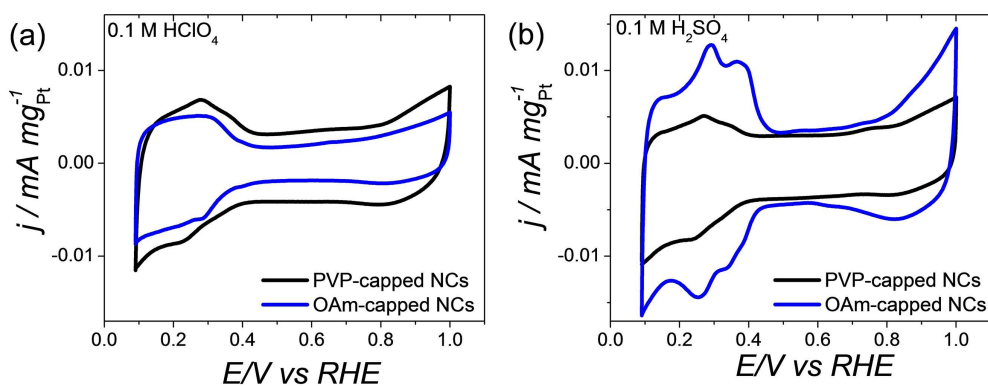 (a)
0.1 M HClO₄
j / mA mg⁻¹Pt
0.01
0.00
-0.01
PVP-capped NCs
OAm-capped NCs
0.0 0.2 0.4 0.6 0.8 1.0
E/V vs RHE
(b)
0.1 M H₂SO₄
j / mA mg⁻¹Pt
0.01
0.00
-0.01
PVP-capped NCs
OAm-capped NCs
0.0 0.2 0.4 0.6 0.8 1.0
E/V vs RHE